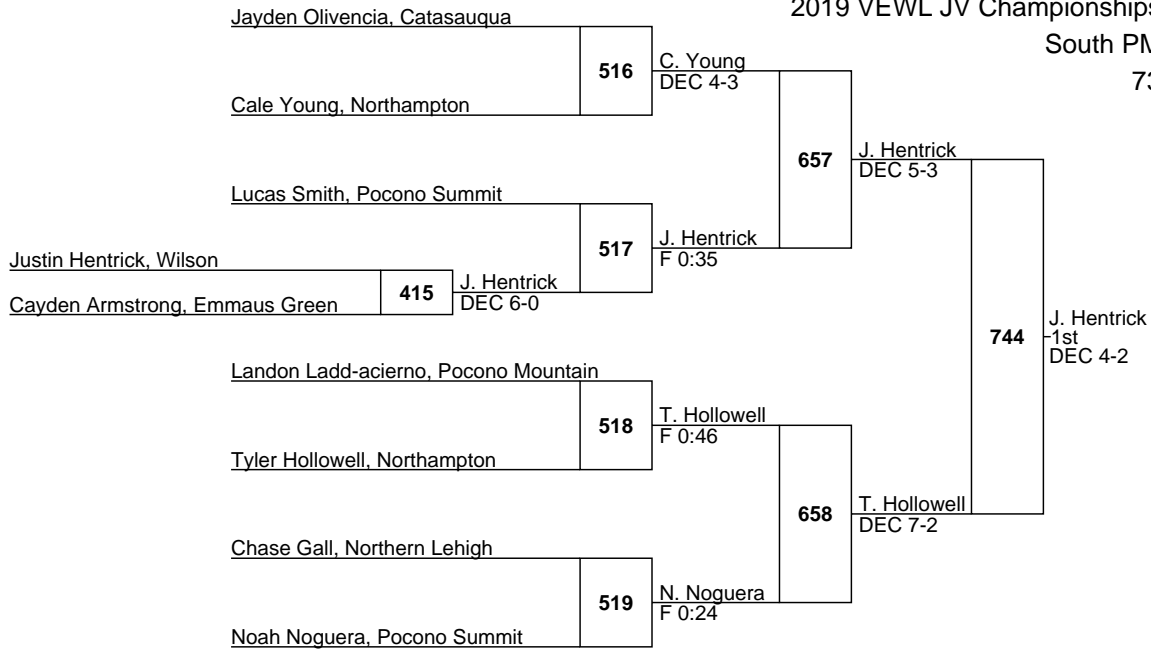 2019 VEWL JV Championships
South PM
73
Jayden Olivencia, Catasauqua
516
C. Young
DEC 4-3
Cale Young, Northampton
657
J. Hentrick
DEC 5-3
Lucas Smith, Pocono Summit
517
J. Hentrick
F 0:35
Justin Hentrick, Wilson
415
J. Hentrick
DEC 6-0
Cayden Armstrong, Emmaus Green
744
J. Hentrick
1st
DEC 4-2
Landon Ladd-acierno, Pocono Mountain
518
T. Hollowell
F 0:46
Tyler Hollowell, Northampton
658
T. Hollowell
DEC 7-2
Chase Gall, Northern Lehigh
519
N. Noguera
F 0:24
Noah Noguera, Pocono Summit